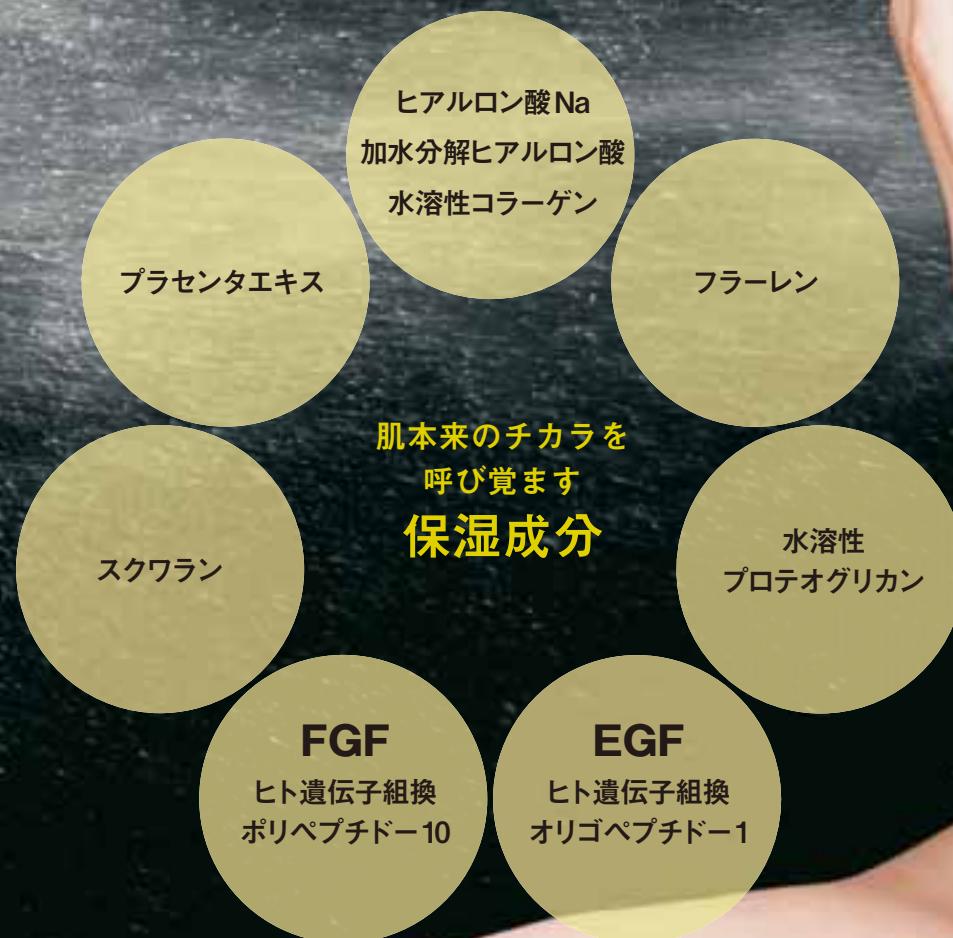 ヒアルロン酸Na
加水分解ヒアルロン酸
水溶性コラーゲン
プラセンタエキス
フラーレン
肌本来のチカラを
呼び覚ます
保湿成分
スクワラン
水溶性
プロテオグリカン
FGF
ヒト遺伝子組換
ポリペプチドー10
EGF
ヒト遺伝子組換
オリゴペプチドー1